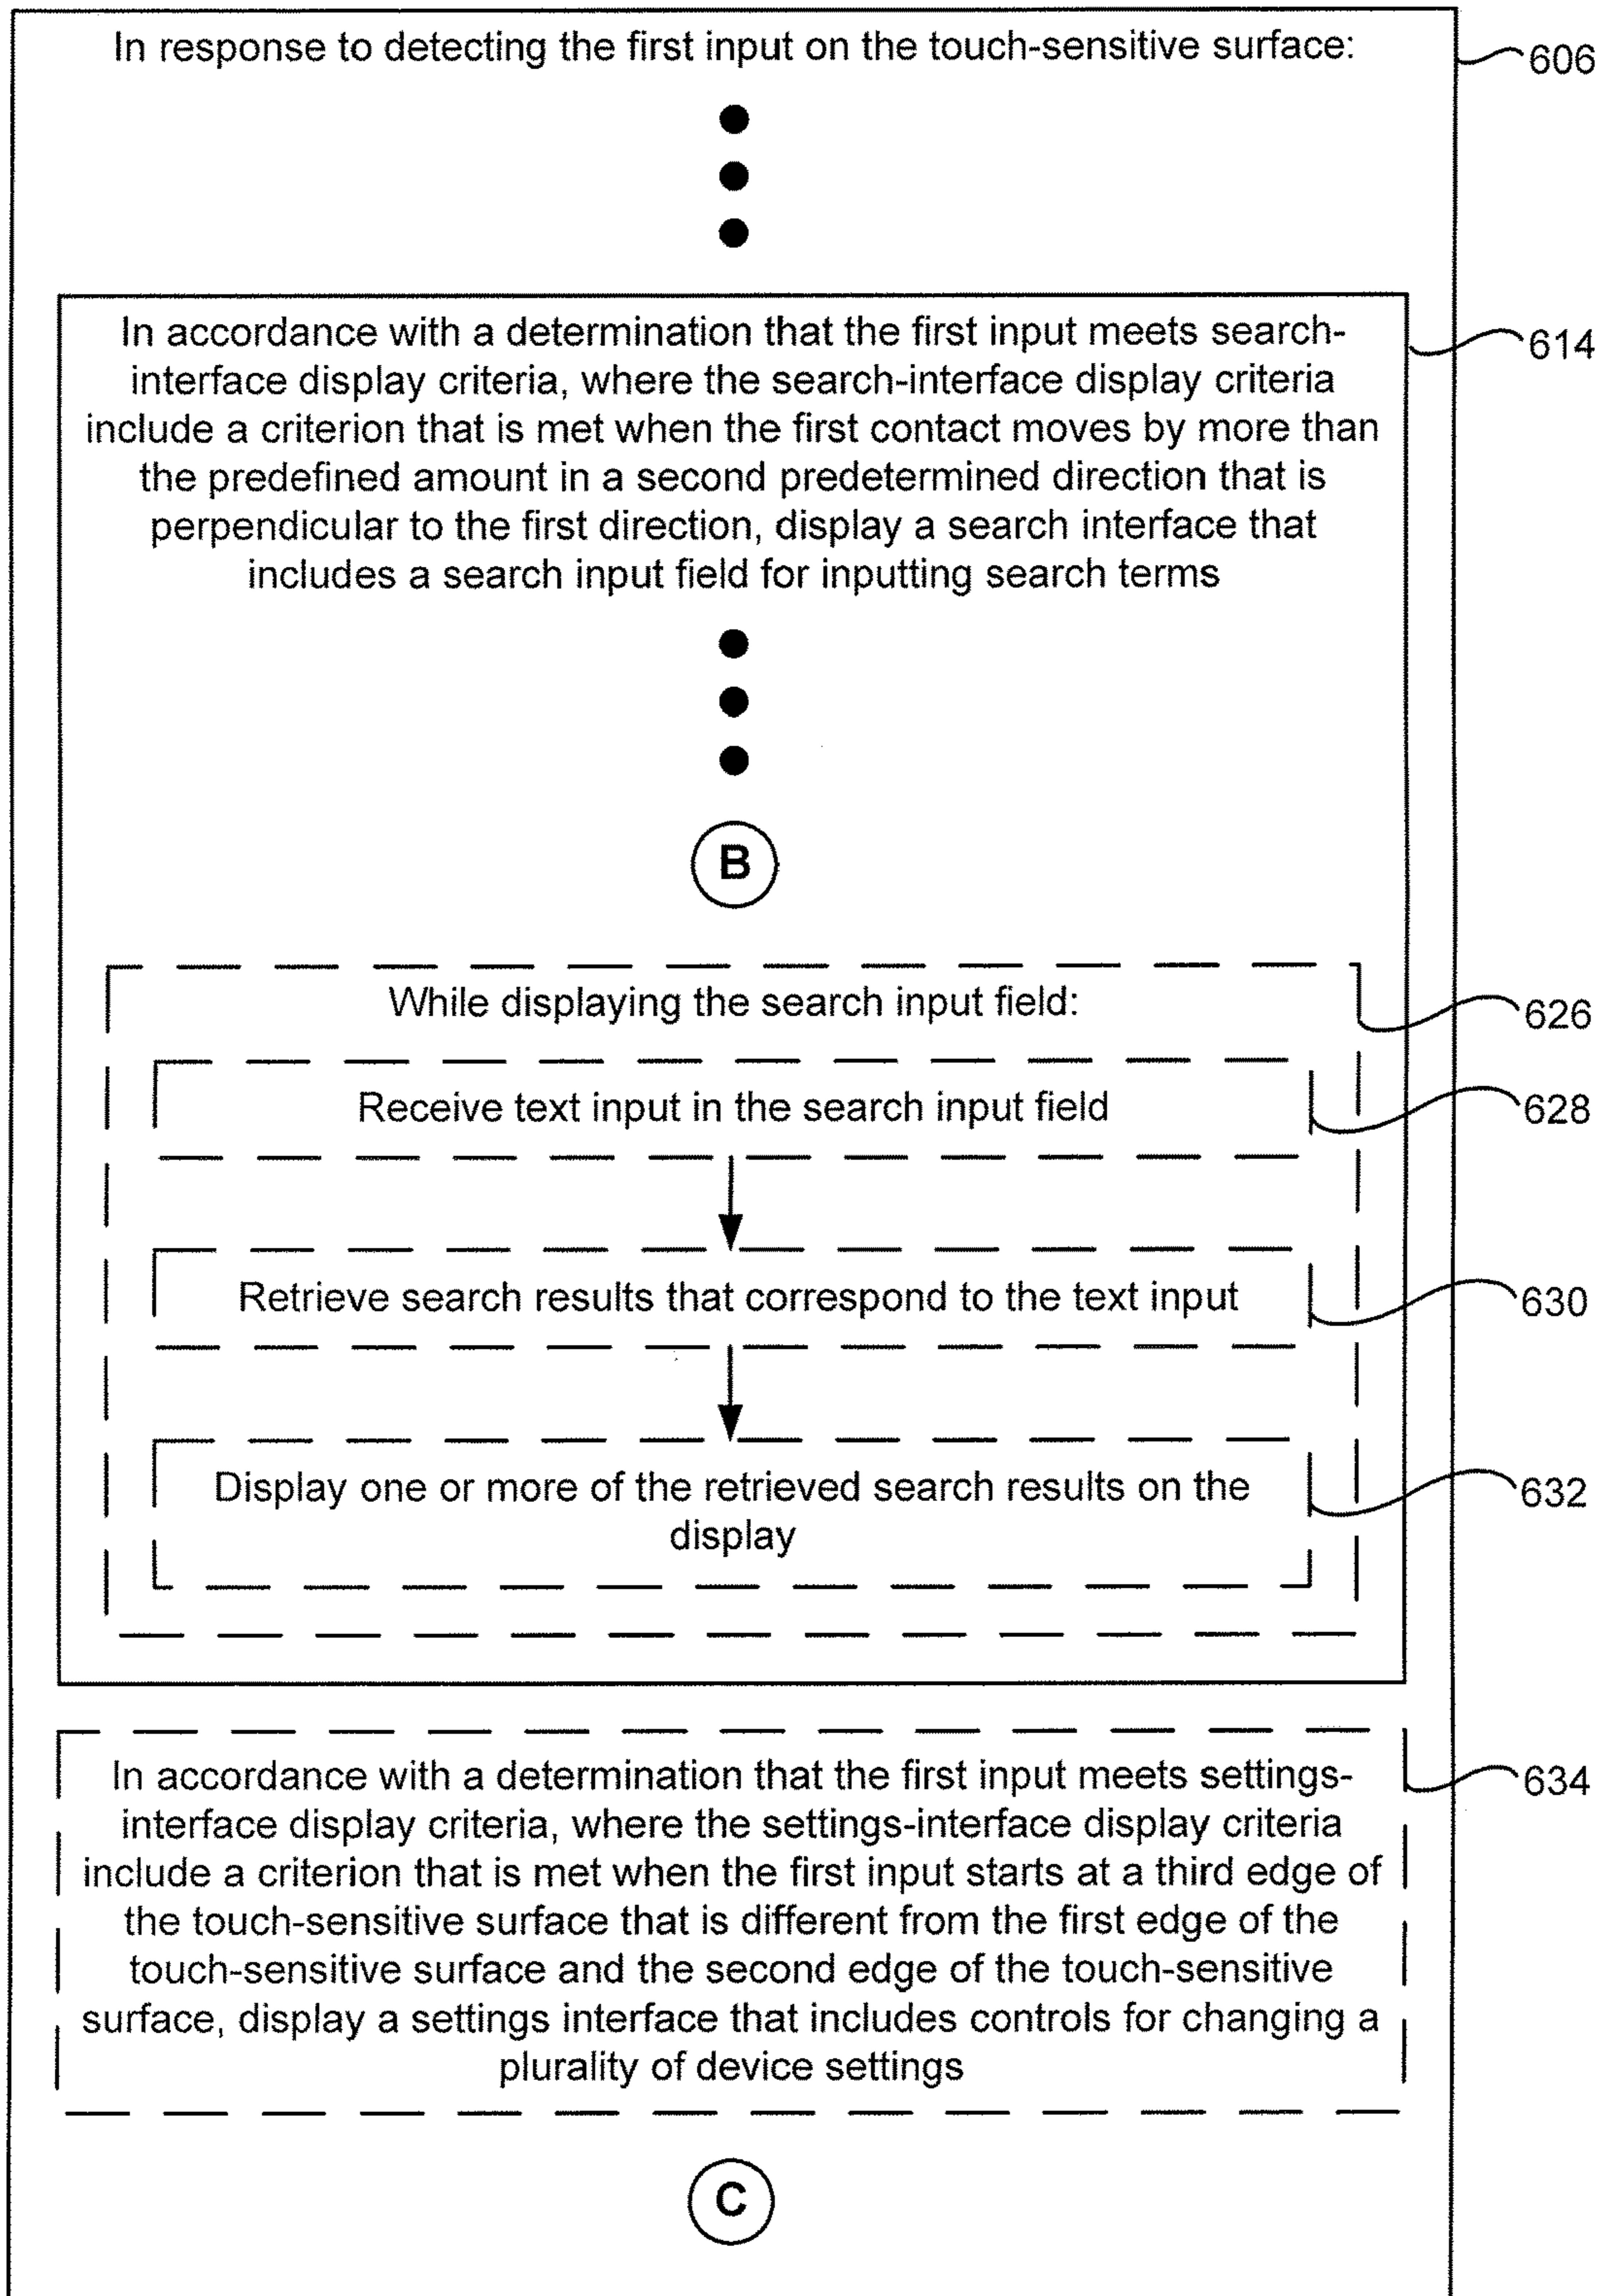 In response to detecting the first input on the touch-sensitive surface:
606
In accordance with a determination that the first input meets search-
interface display criteria, where the search-interface display criteria
include a criterion that is met when the first contact moves by more than
the predefined amount in a second predetermined direction that is
perpendicular to the first direction, display a search interface that
includes a search input field for inputting search terms
614
B
While displaying the search input field:
626
Receive text input in the search input field
628
Retrieve search results that correspond to the text input
630
Display one or more of the retrieved search results on the
display
632
In accordance with a determination that the first input meets settings-
interface display criteria, where the settings-interface display criteria
include a criterion that is met when the first input starts at a third edge of
the touch-sensitive surface that is different from the first edge of the
touch-sensitive surface and the second edge of the touch-sensitive
surface, display a settings interface that includes controls for changing a
plurality of device settings
634
C